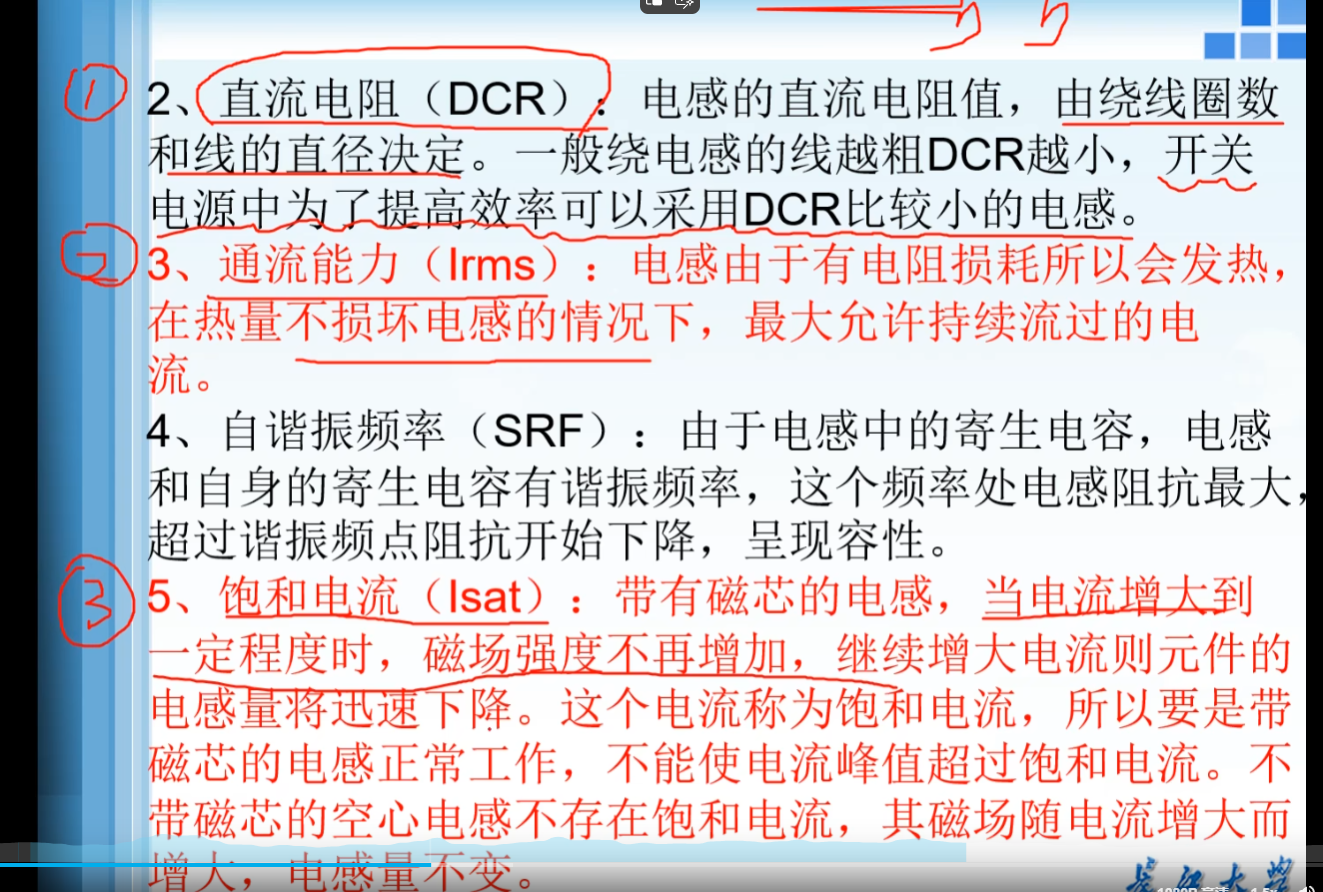 ① 2、直流电阻（DCR）：电感的直流电阻值，由绕线圈数
和线的直径决定。一般绕电感的线越粗DCR越小，开关
电源中为了提高效率可以采用DCR比较小的电感。
② 3、通流能力（Irms）：电感由于有电阻损耗所以会发热，
在热量不损坏电感的情况下，最大允许持续流过的电
流。
4、自谐振频率（SRF）：由于电感中的寄生电容，电感
和自身的寄生电容有谐振频率，这个频率处电感阻抗最大，
超过谐振频点阻抗开始下降，呈现容性。
③ 5、饱和电流（Isat）：带有磁芯的电感，当电流增大到
一定程度时，磁场强度不再增加，继续增大电流则元件的
电感量将迅速下降。这个电流称为饱和电流，所以要是带
磁芯的电感正常工作，不能使电流峰值超过饱和电流。不
带磁芯的空心电感不存在饱和电流，其磁场随电流增大而
增大，电感量不变。
长江大学